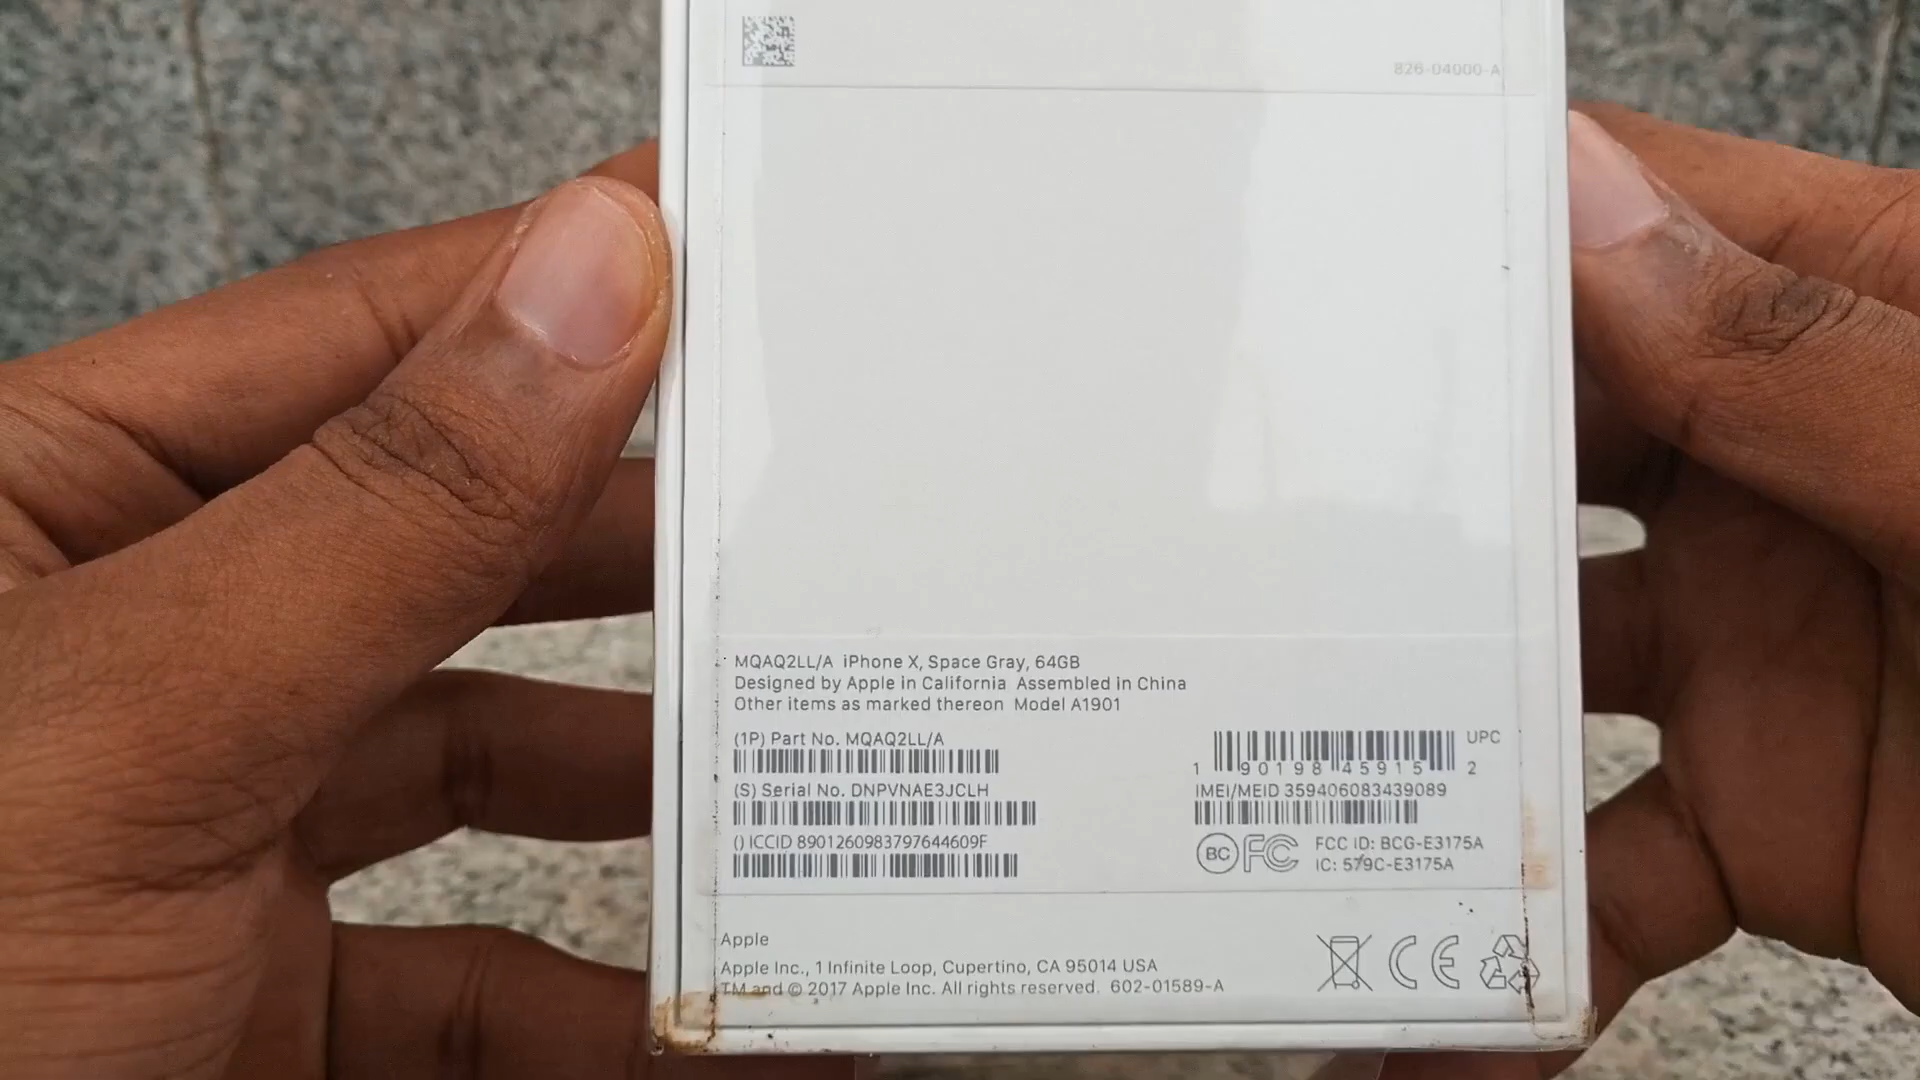 826-04000-A
MQAQ2LL/A iPhone X, Space Gray, 64GB
Designed by Apple in California Assembled in China
Other items as marked thereon Model A1901
(1P) Part No. MQAQ2LL/A
(S) Serial No. DNPVNAE3JCLH
() ICCID 8901260983797644609F
UPC
1 90198 45915 2
IMEI/MEID 359406083439089
BC FC
FCC ID: BCG-E3175A
IC: 579C-E3175A
Apple
Apple Inc., 1 Infinite Loop, Cupertino, CA 95014 USA
TM and © 2017 Apple Inc. All rights reserved. 602-01589-A
CE